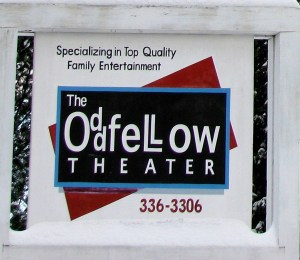 Specializing in Top Quality
Family Entertainment
The
OddfeLLow
THEATER
336-3306